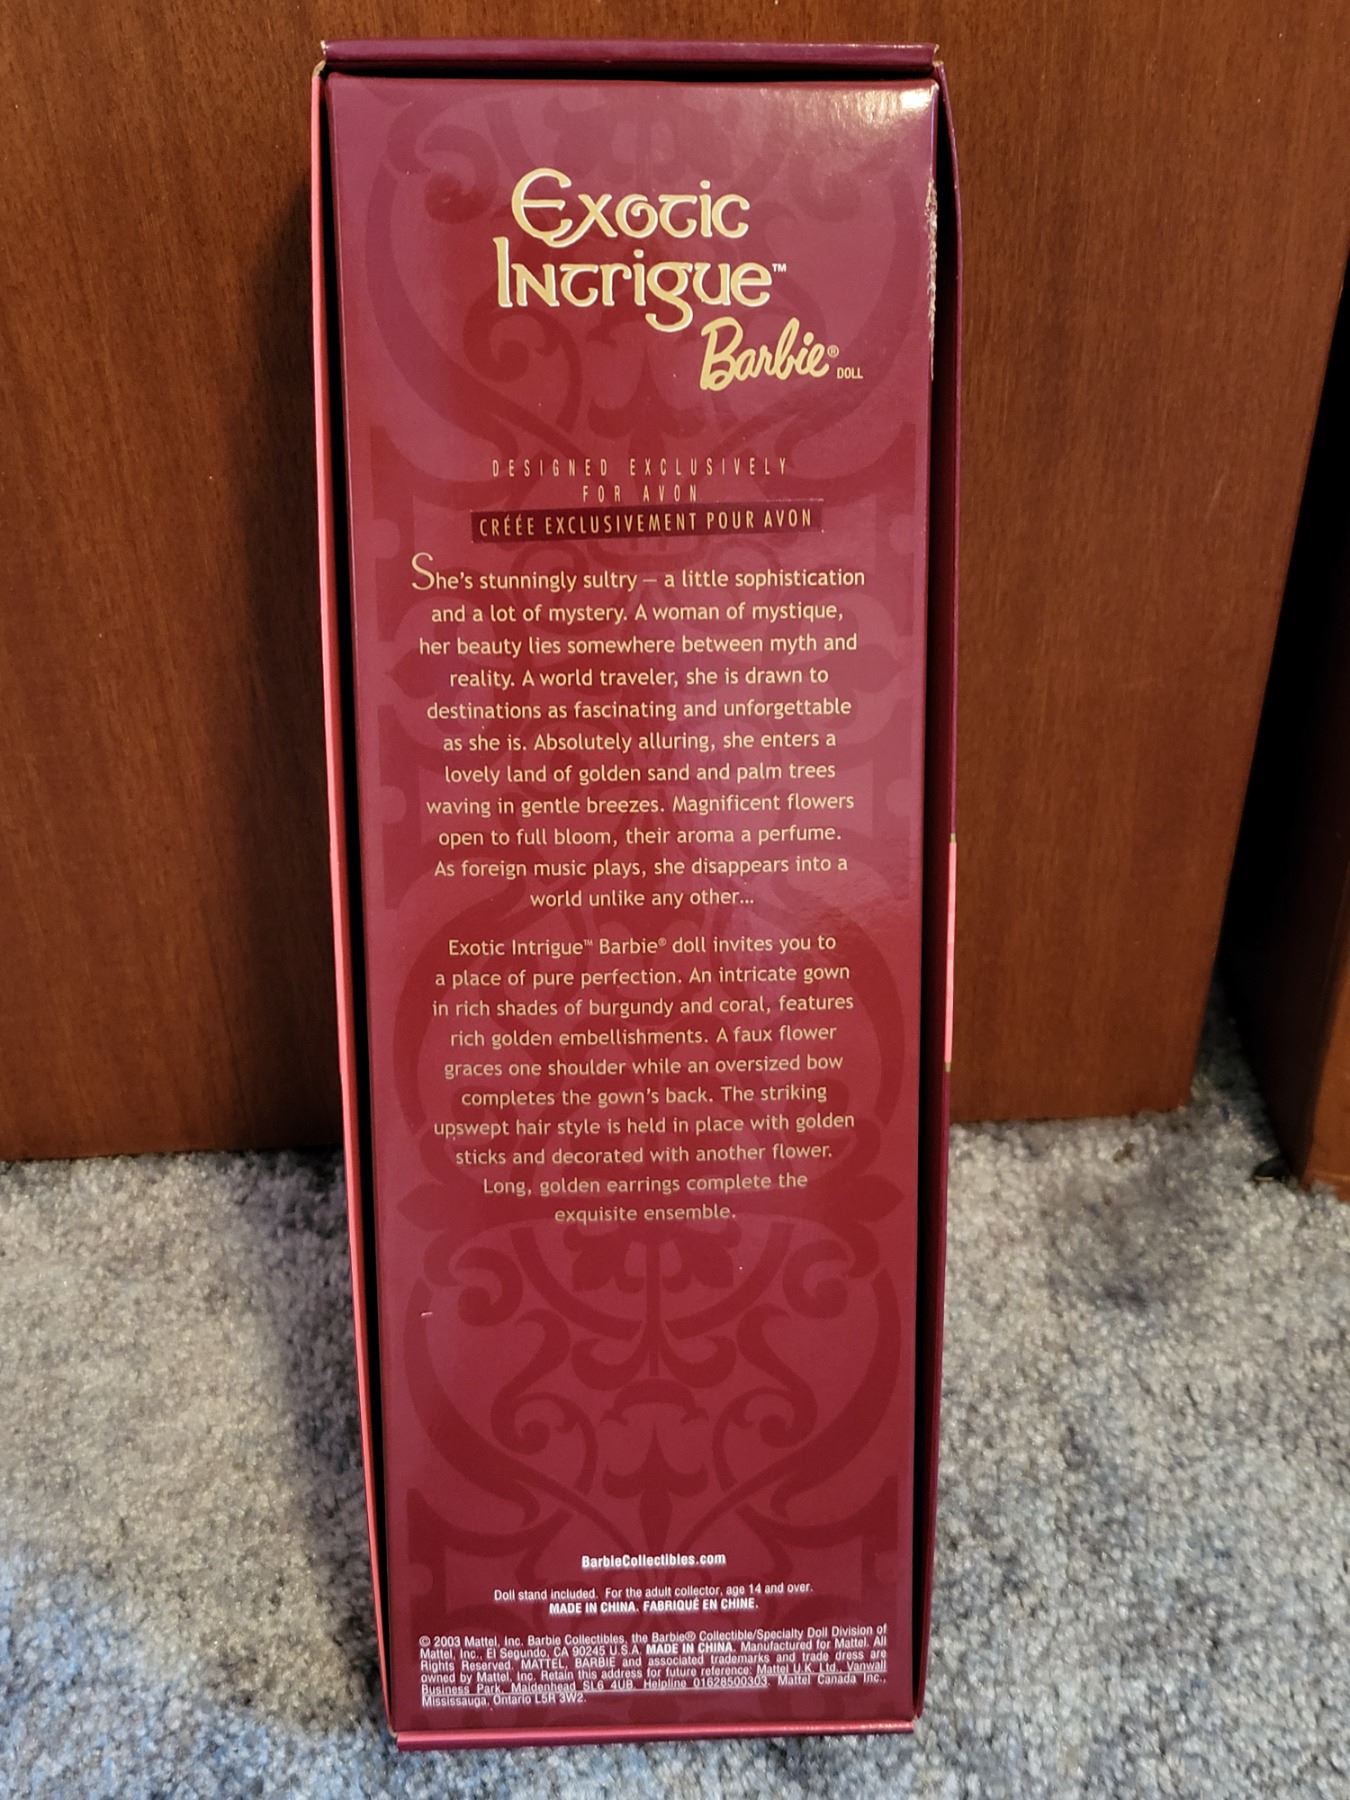 Exotic
Intrigue™
Barbie® DOLL
DESIGNED EXCLUSIVELY
FOR AVON
CRÉÉE EXCLUSIVEMENT POUR AVON
She's stunningly sultry – a little sophistication
and a lot of mystery. A woman of mystique,
her beauty lies somewhere between myth and
reality. A world traveler, she is drawn to
destinations as fascinating and unforgettable
as she is. Absolutely alluring, she enters a
lovely land of golden sand and palm trees
waving in gentle breezes. Magnificent flowers
open to full bloom, their aroma a perfume.
As foreign music plays, she disappears into a
world unlike any other...
Exotic Intrigue™ Barbie® doll invites you to
a place of pure perfection. An intricate gown
in rich shades of burgundy and coral, features
rich golden embellishments. A faux flower
graces one shoulder while an oversized bow
completes the gown's back. The striking
upswept hair style is held in place with golden
sticks and decorated with another flower.
Long, golden earrings complete the
exquisite ensemble.
BarbieCollectibles.com
Doll stand included. For the adult collector, age 14 and over.
MADE IN CHINA. FABRIQUÉ EN CHINE.
© 2003 Mattel, Inc. Barbie Collectibles, the Barbie® Collectible/Specialty Doll Division of
Mattel, Inc., El Segundo, CA 90245 U.S.A. MADE IN CHINA. Manufactured for Mattel. All
Rights Reserved. MATTEL, BARBIE and associated trademarks and trade dress are
owned by Mattel, Inc. Retain this address for future reference: Mattel U.K. Ltd., Vanwall
Business Park, Maidenhead SL6 4UB. Helpline 01628500303. Mattel Canada Inc.,
Mississauga, Ontario L5R 3W2.